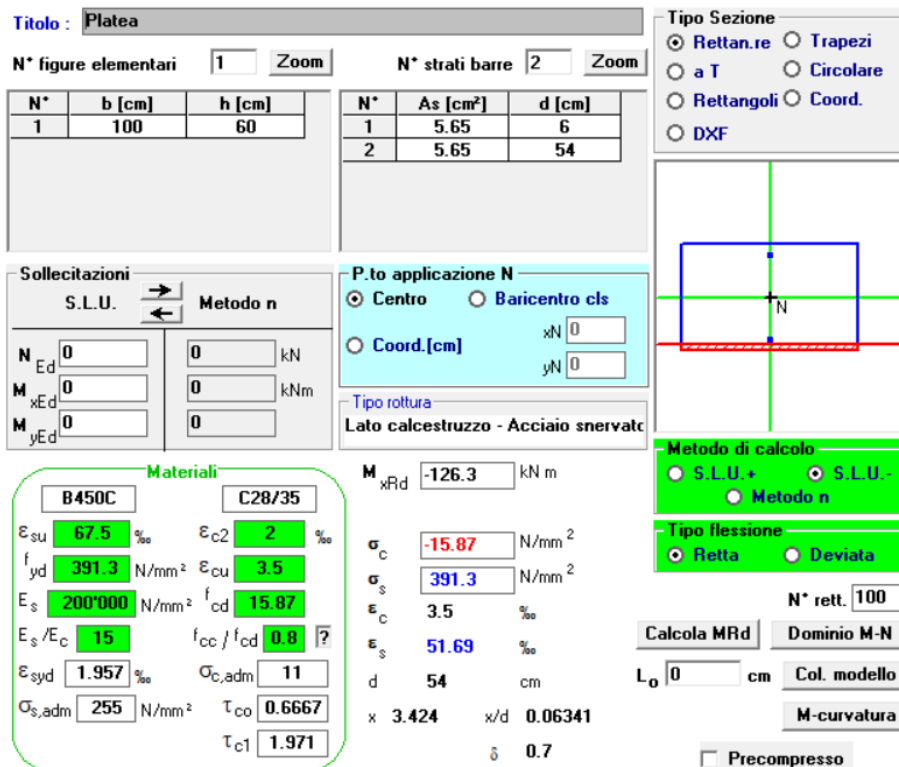 Titolo : Platea
N* figure elementari 1 Zoom N* strati barre 2 Zoom
N* b [cm] h [cm]
1 100 60
N* As [cm²] d [cm]
1 5.65 6
2 5.65 54
Tipo Sezione
Rettan.re Trapezi
a T Circolare
Rettangoli Coord.
DXF
N
Sollecitazioni
S.L.U. Metodo n
N Ed 0 0 kN
M xEd 0 0 kNm
M yEd 0 0
P.to applicazione N
Centro Baricentro cls
Coord.[cm] xN 0
yN 0
Tipo rottura
Lato calcestruzzo - Acciaio snervato
Metodo di calcolo
S.L.U.+ S.L.U.-
Metodo n
Tipo flessione
Retta Deviata
Materiali
B450C C28/35
εsu 67.5 ‰ εc2 2 ‰
fyd 391.3 N/mm² εcu 3.5
Es 200'000 N/mm² fcd 15.87
Es/Ec 15 fcc / fcd 0.8 ?
εsyd 1.957 ‰ σc,adm 11
σs,adm 255 N/mm² τco 0.6667
τc1 1.971
M xRd -126.3 kN m
σc -15.87 N/mm²
σs 391.3 N/mm²
εc 3.5 ‰
εs 51.69 ‰
d 54 cm
x 3.424 x/d 0.06341
δ 0.7
N* rett. 100
Calcola MRd Dominio M-N
Lo 0 cm Col. modello
M-curvatura
Precompresso